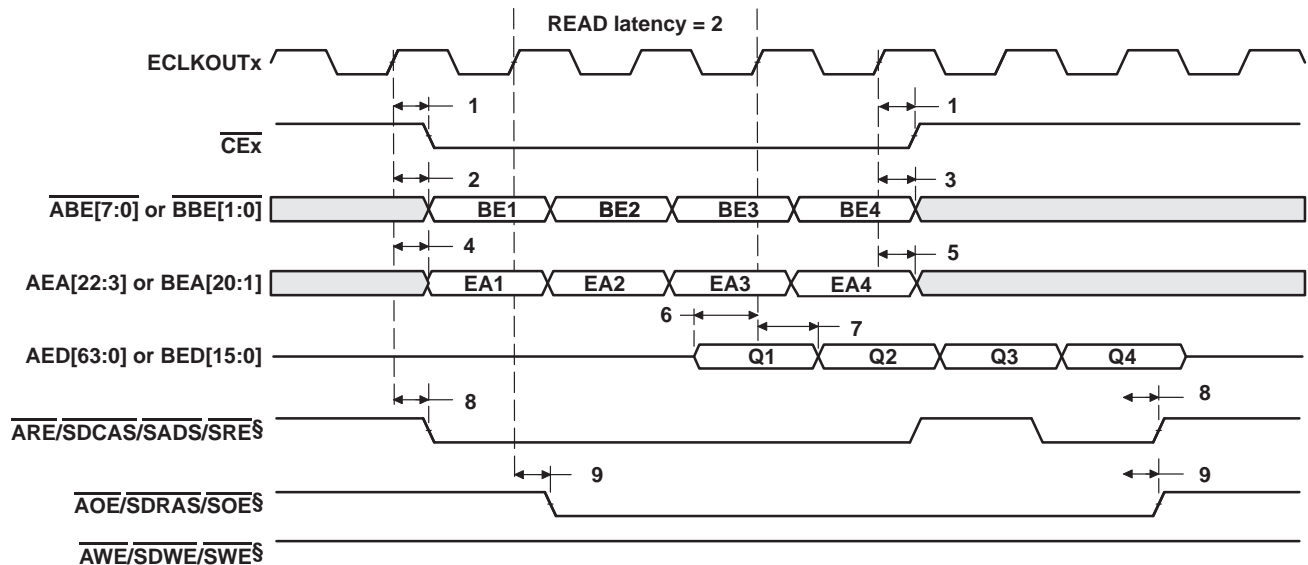 READ latency = 2
ECLKOUTx
1 1
CEx
2 3
ABE[7:0] or BBE[1:0] BE1 BE2 BE3 BE4
4 5
AEA[22:3] or BEA[20:1] EA1 EA2 EA3 EA4
6 7
AED[63:0] or BED[15:0] Q1 Q2 Q3 Q4
8 8
ARE/SDCAS/SADS/SRE§
9 9
AOE/SDRAS/SOE§
AWE/SDWE/SWE§